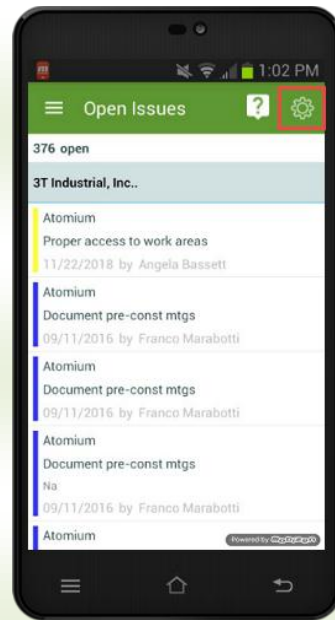 1:02 PM
Open Issues ?
376 open
3T Industrial, Inc..
Atomium
Proper access to work areas
11/22/2018 by Angela Bassett
Atomium
Document pre-const mtgs
09/11/2016 by Franco Marabotti
Atomium
Document pre-const mtgs
09/11/2016 by Franco Marabotti
Atomium
Document pre-const mtgs
Na
09/11/2016 by Franco Marabotti
Atomium
Powered by